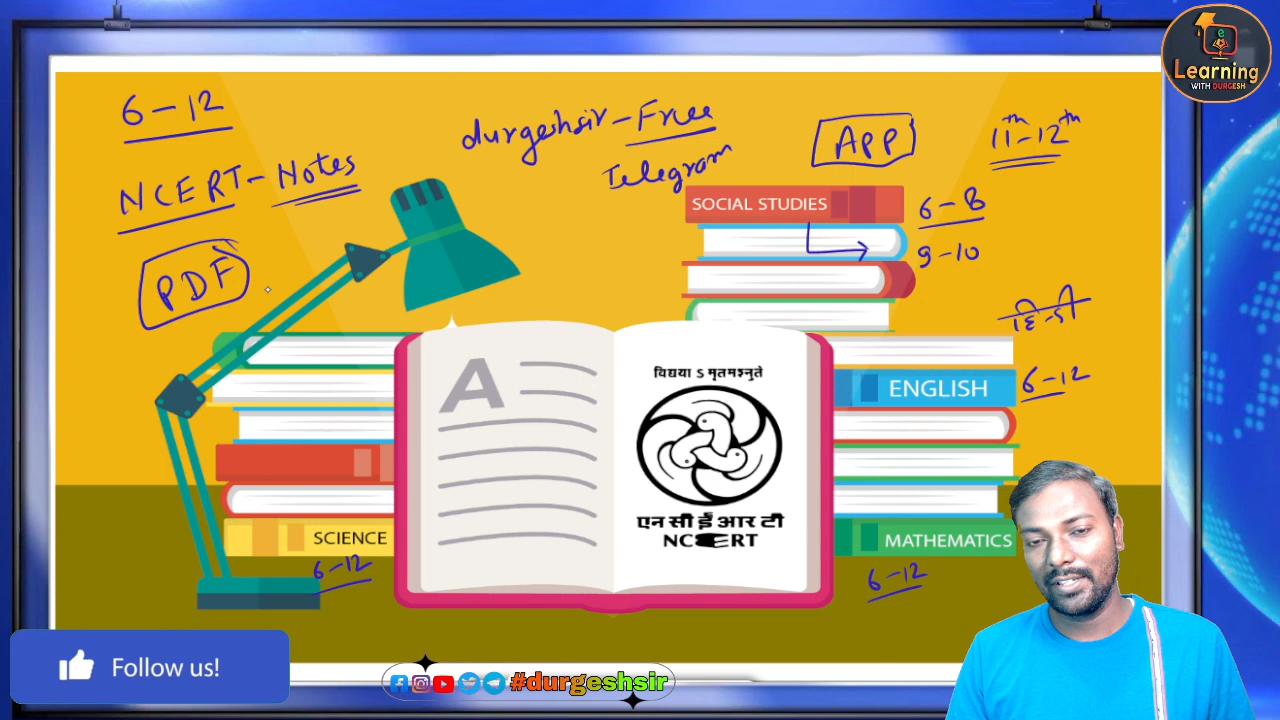 6-12
NCERT-Notes
PDF
durgeshsir-Free
Telegram
APP
11th-12th
Learning
WITH DURGESH
SOCIAL STUDIES
6-8
9-10
हिन्दी
A
विद्यया ऽ मृतमश्नुते
एन सी ई आर टी
NCERT
ENGLISH
6-12
SCIENCE
6-12
MATHEMATICS
6-12
Follow us!
#durgeshsir